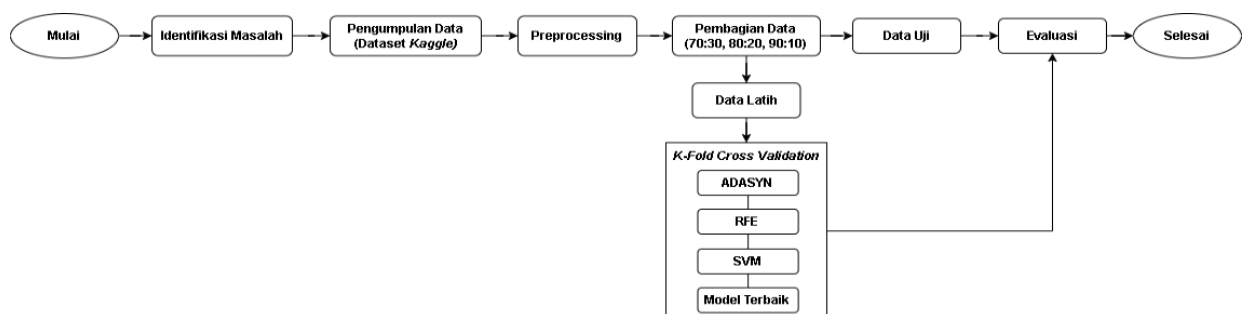 Mulai
Identifikasi Masalah
Pengumpulan Data
(Dataset Kaggle)
Preprocessing
Pembagian Data
(70:30, 80:20, 90:10)
Data Uji
Evaluasi
Selesai
Data Latih
K-Fold Cross Validation
ADASYN
RFE
SVM
Model Terbaik